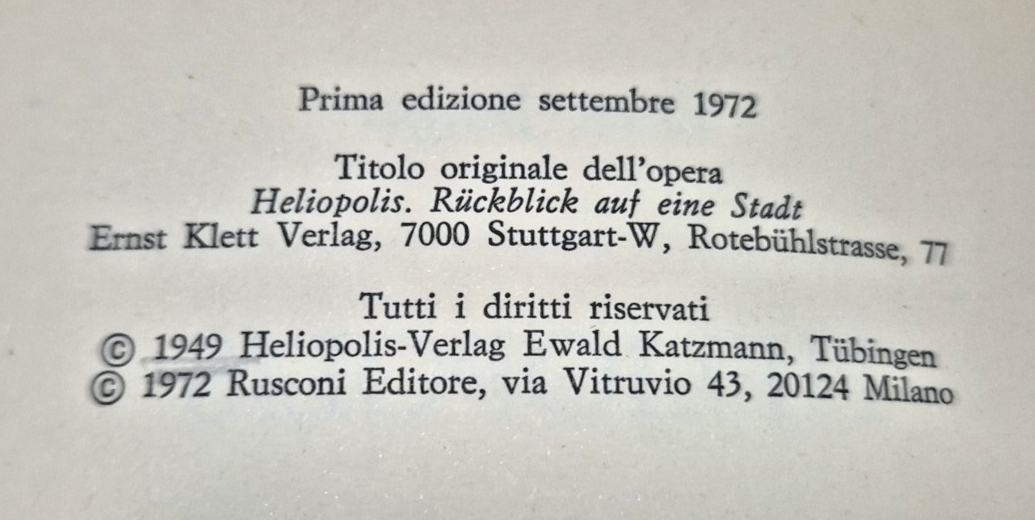 Prima edizione settembre 1972
Titolo originale dell'opera
Heliopolis. Rückblick auf eine Stadt
Ernst Klett Verlag, 7000 Stuttgart-W, Rotebühlstrasse, 77
Tutti i diritti riservati
© 1949 Heliopolis-Verlag Ewald Katzmann, Tübingen
© 1972 Rusconi Editore, via Vitruvio 43, 20124 Milano